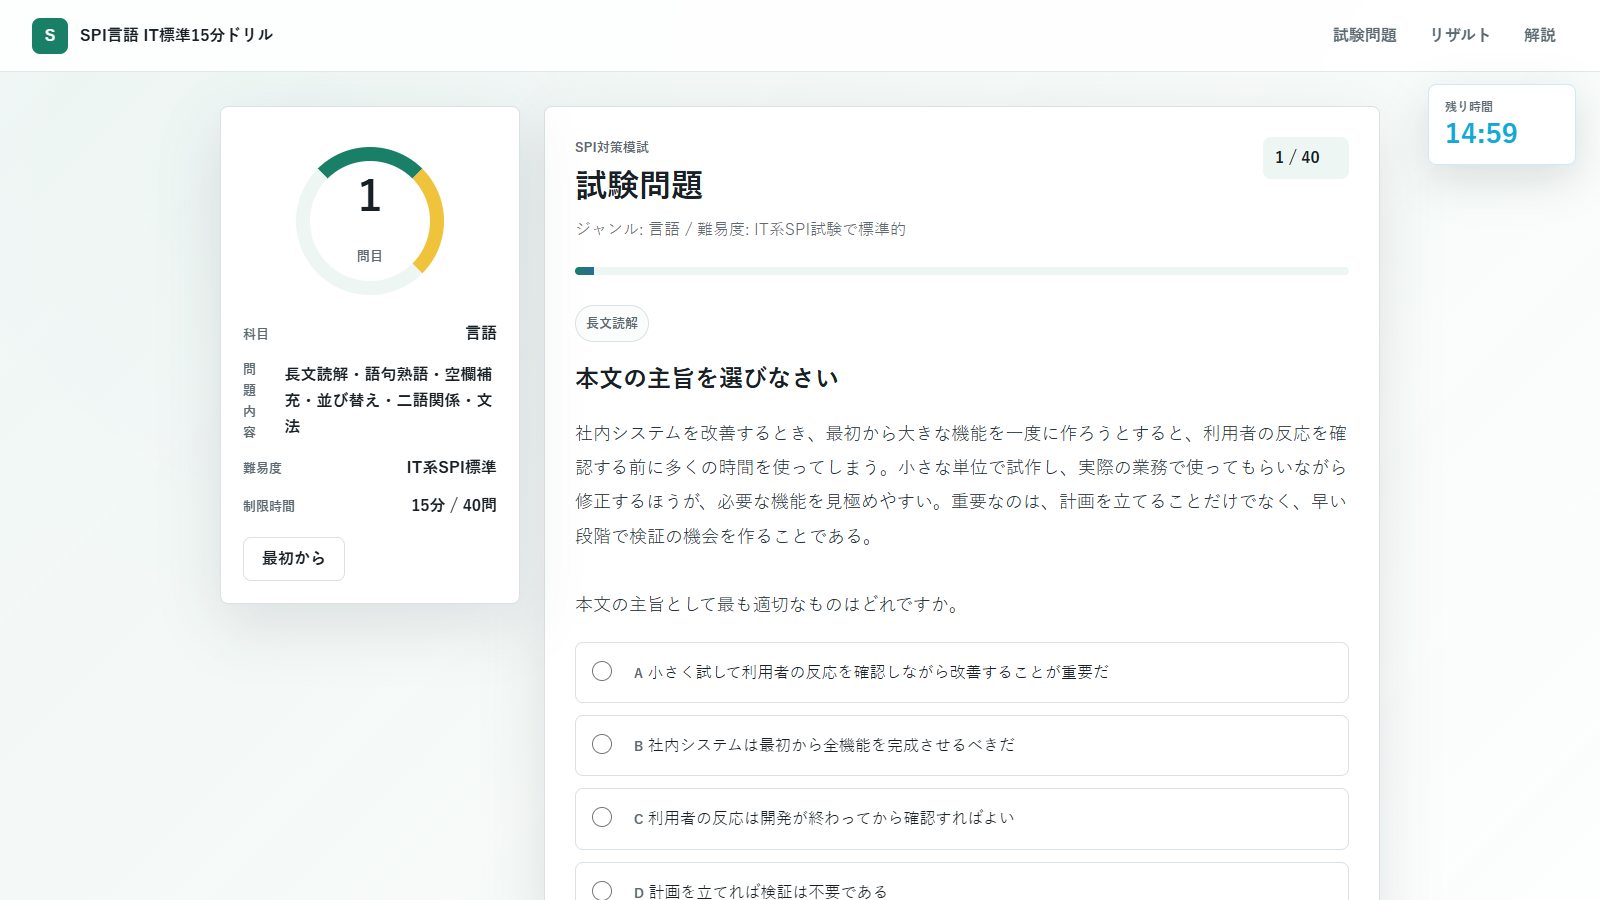 S
SPI言語 IT標準15分ドリル
試験問題
リザルト
解説
残り時間
14:59
1
問目
科目
言語
問題内容
長文読解・語句熟語・空欄補
充・並び替え・二語関係・文
法
難易度
IT系SPI標準
制限時間
15分 / 40問
最初から
SPI対策模試
試験問題
1 / 40
ジャンル: 言語 / 難易度: IT系SPI試験で標準的
長文読解
本文の主旨を選びなさい
社内システムを改善するとき、最初から大きな機能を一度に作ろうとすると、利用者の反応を確
認する前に多くの時間を使ってしまう。小さな単位で試作し、実際の業務で使ってもらいながら
修正するほうが、必要な機能を見極めやすい。重要なのは、計画を立てることだけでなく、早い
段階で検証の機会を作ることである。
本文の主旨として最も適切なものはどれですか。
A 小さく試して利用者の反応を確認しながら改善することが重要だ
B 社内システムは最初から全機能を完成させるべきだ
C 利用者の反応は開発が終わってから確認すればよい
D 計画を立てれば検証は不要である